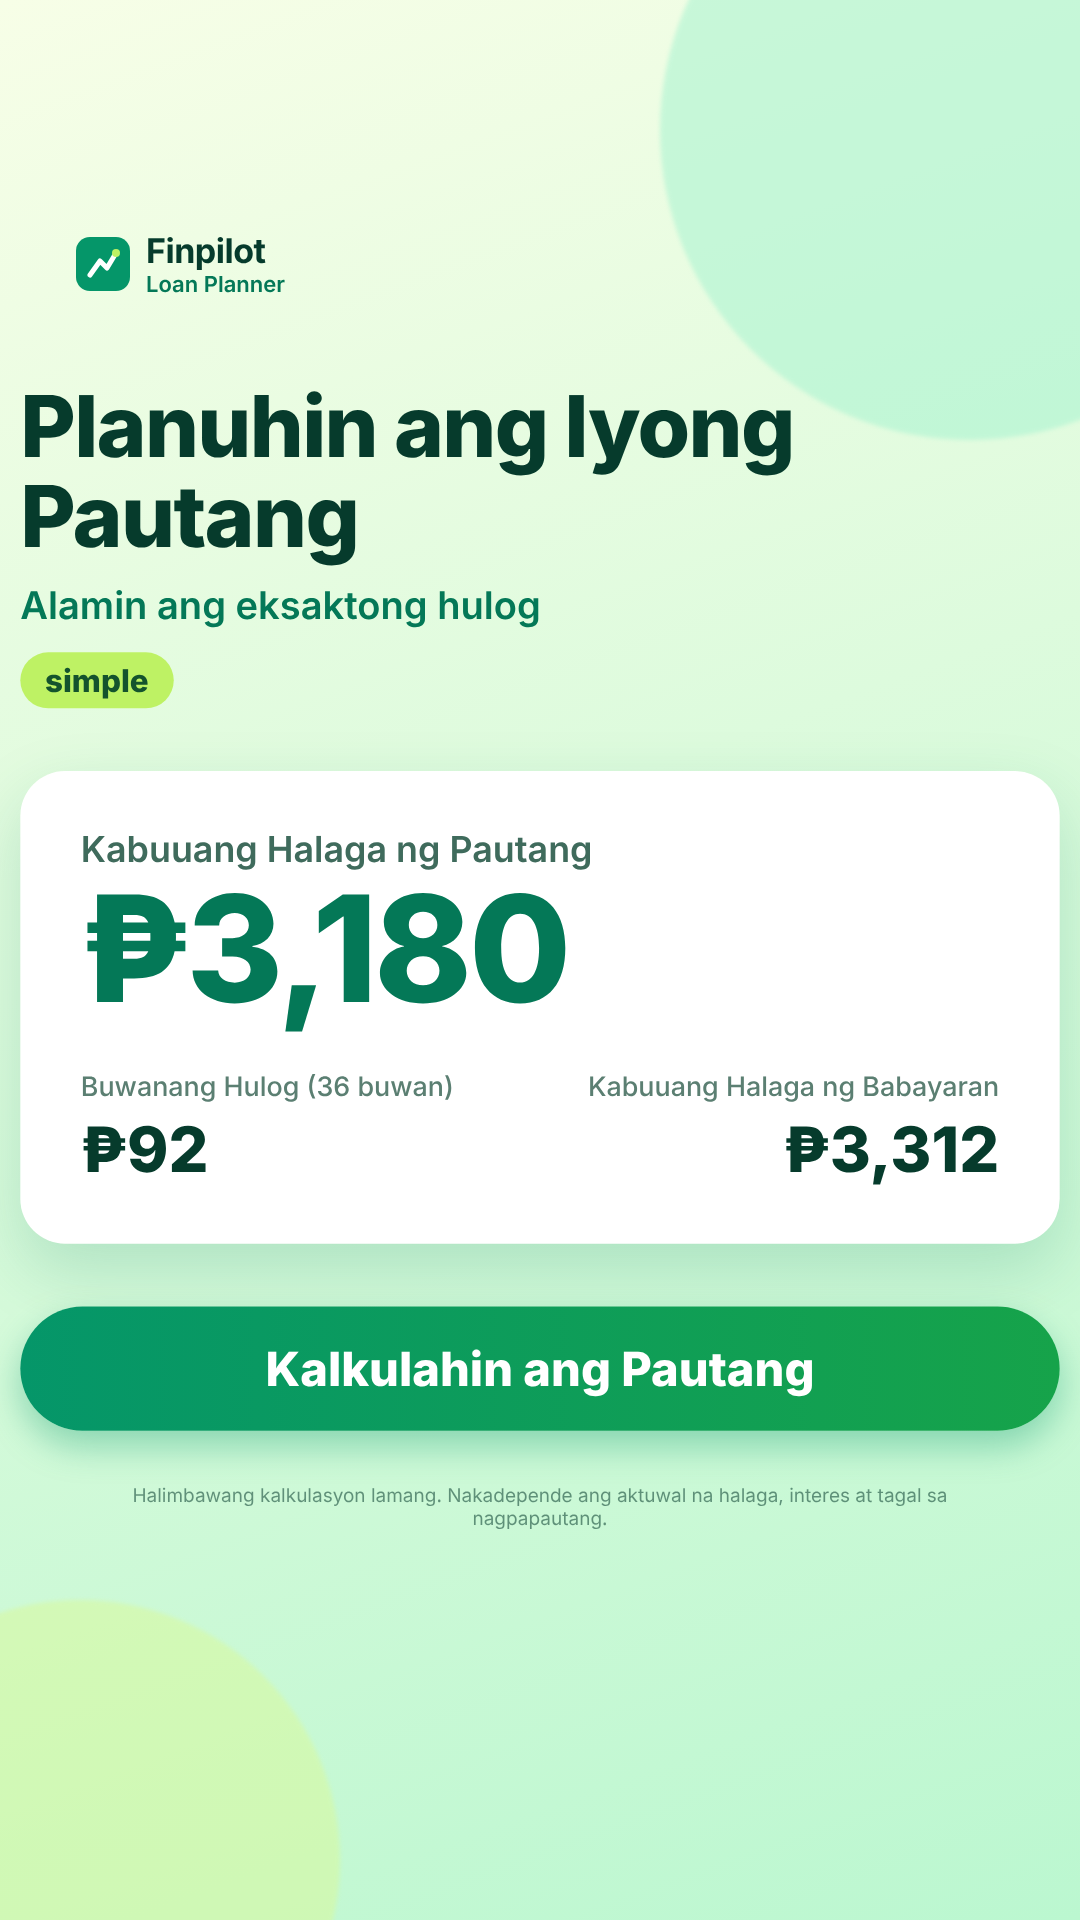 Finpilot
Loan Planner
Planuhin ang Iyong
Pautang
Alamin ang eksaktong hulog
simple
Kabuuang Halaga ng Pautang
₱3,180
Buwanang Hulog (36 buwan)
₱92
Kabuuang Halaga ng Babayaran
₱3,312
Kalkulahin ang Pautang
Halimbawang kalkulasyon lamang. Nakadepende ang aktuwal na halaga, interes at tagal sa
nagpapautang.